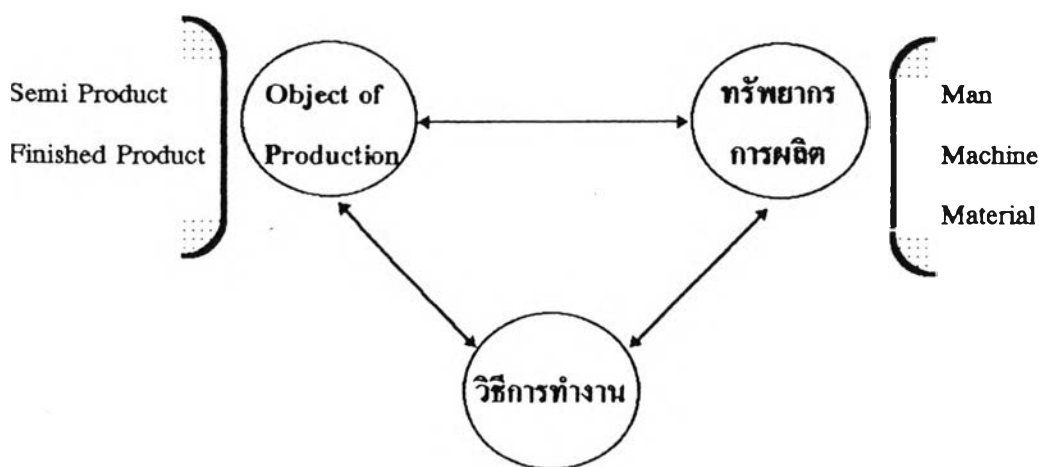 Semi Product
Finished Product
Object of
Production
ทรัพยากร
การผลิต
Man
Machine
Material
วิธีการทำงาน